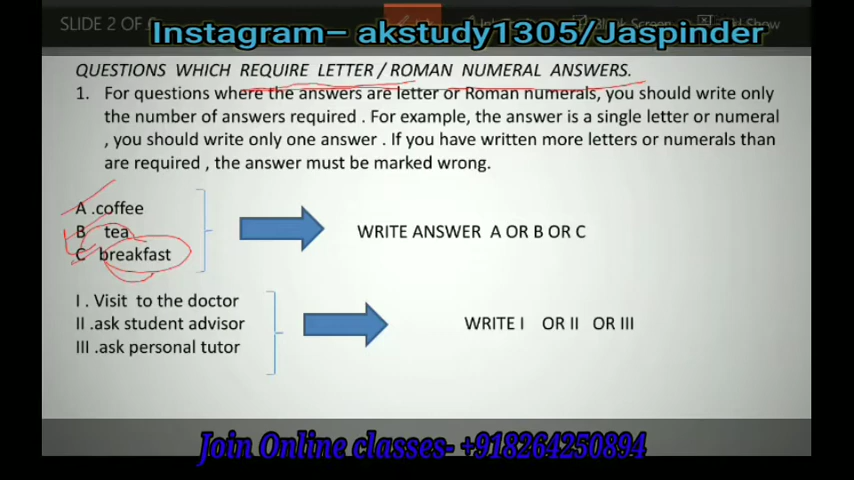 SLIDE 2 OF
Instagram– akstudy1305/Jaspinder
QUESTIONS WHICH REQUIRE LETTER / ROMAN NUMERAL ANSWERS.
1. For questions where the answers are letter or Roman numerals, you should write only
the number of answers required . For example, the answer is a single letter or numeral
, you should write only one answer . If you have written more letters or numerals than
are required , the answer must be marked wrong.
A .coffee
B tea
C breakfast
WRITE ANSWER A OR B OR C
I . Visit to the doctor
II .ask student advisor
III .ask personal tutor
WRITE I OR II OR III
Join Online classes- +918264250894